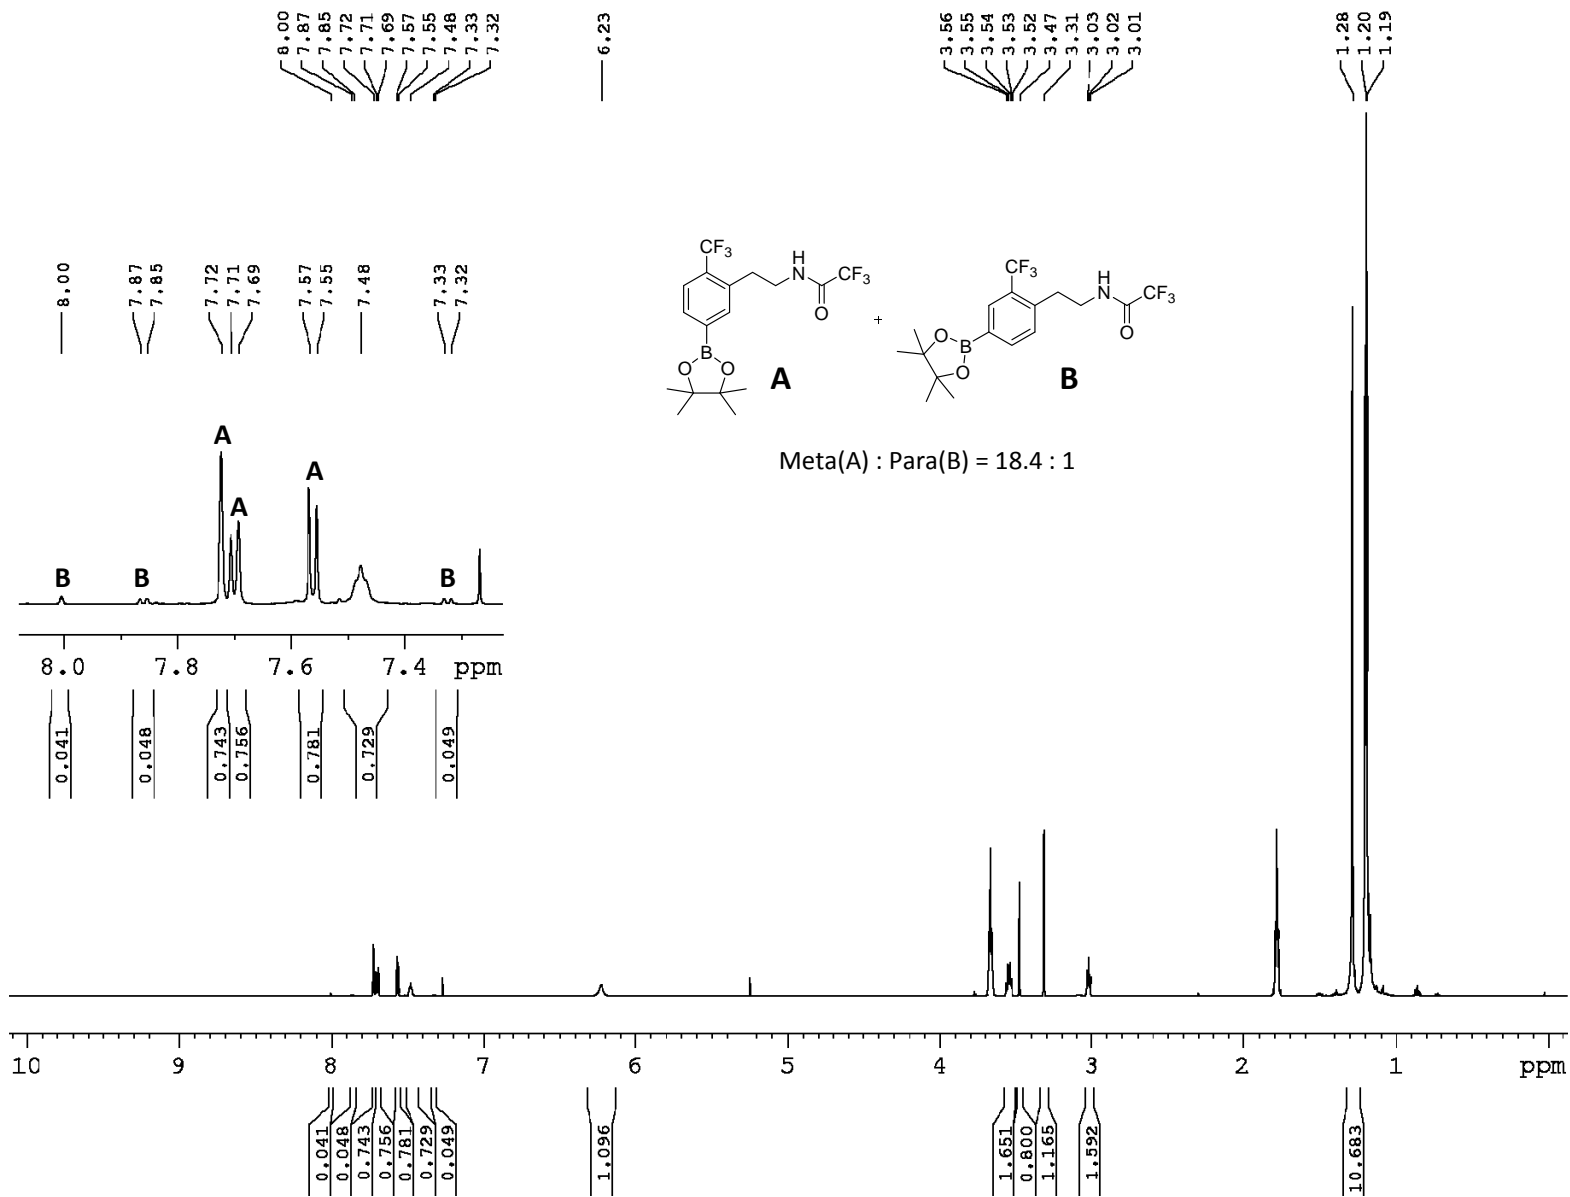 8.00
7.87
7.85
7.72
7.71
7.69
7.57
7.55
7.48
7.33
7.32
6.23
3.56
3.55
3.54
3.53
3.52
3.47
3.31
3.03
3.02
3.01
1.28
1.20
1.19
8.00
7.87
7.85
7.72
7.71
7.69
7.57
7.55
7.48
7.33
7.32
CF3
H
N
CF3
O
B
O
O
A
+
CF3
H
N
CF3
O
O
B
O
B
Meta(A) : Para(B) = 18.4 : 1
A
A
A
B
B
B
8.0 7.8 7.6 7.4 ppm
0.041
0.048
0.743
0.756
0.781
0.729
0.049
10 9 8 7 6 5 4 3 2 1 ppm
0.041
0.048
0.743
0.756
0.781
0.729
0.049
1.096
1.651
0.800
1.165
1.592
10.683